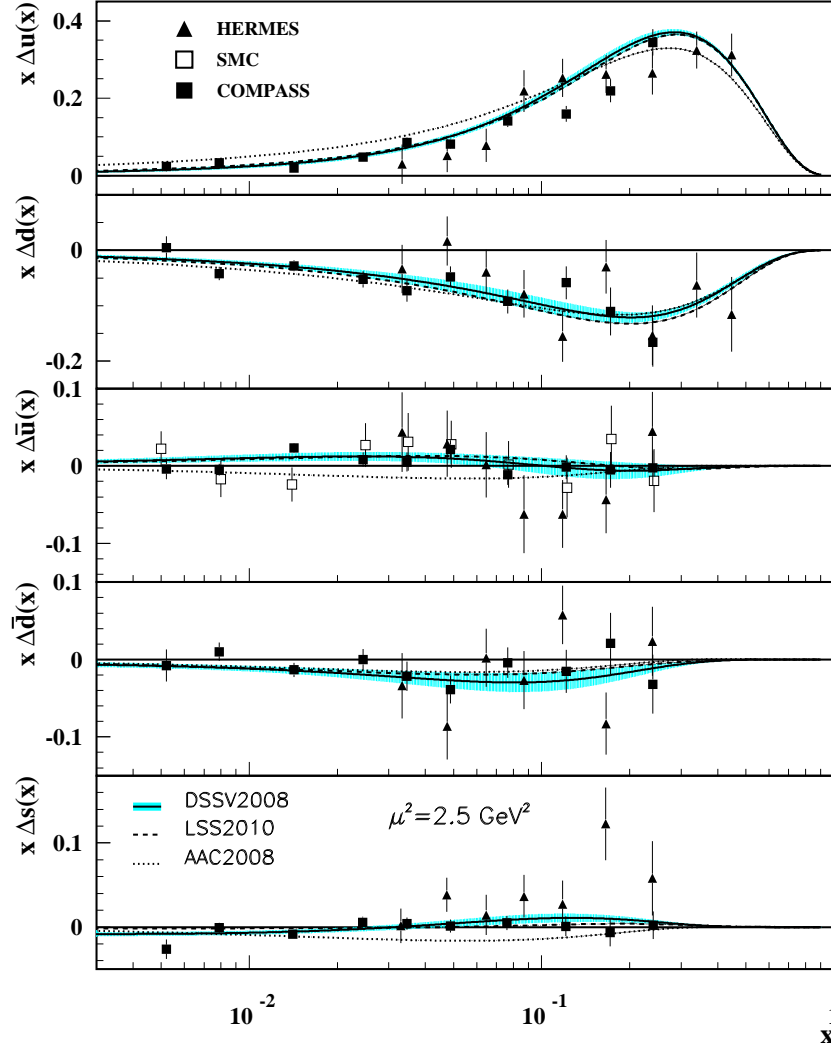 HERMES
SMC
COMPASS
x Δu(x)
0.4
0.2
0
x Δd(x)
0
-0.2
x Δū(x)
0.1
0
-0.1
x Δd̄(x)
0.1
0
-0.1
x Δs(x)
0.1
0
DSSV2008
LSS2010
AAC2008
μ²=2.5 GeV²
10⁻² 10⁻¹ 1
x